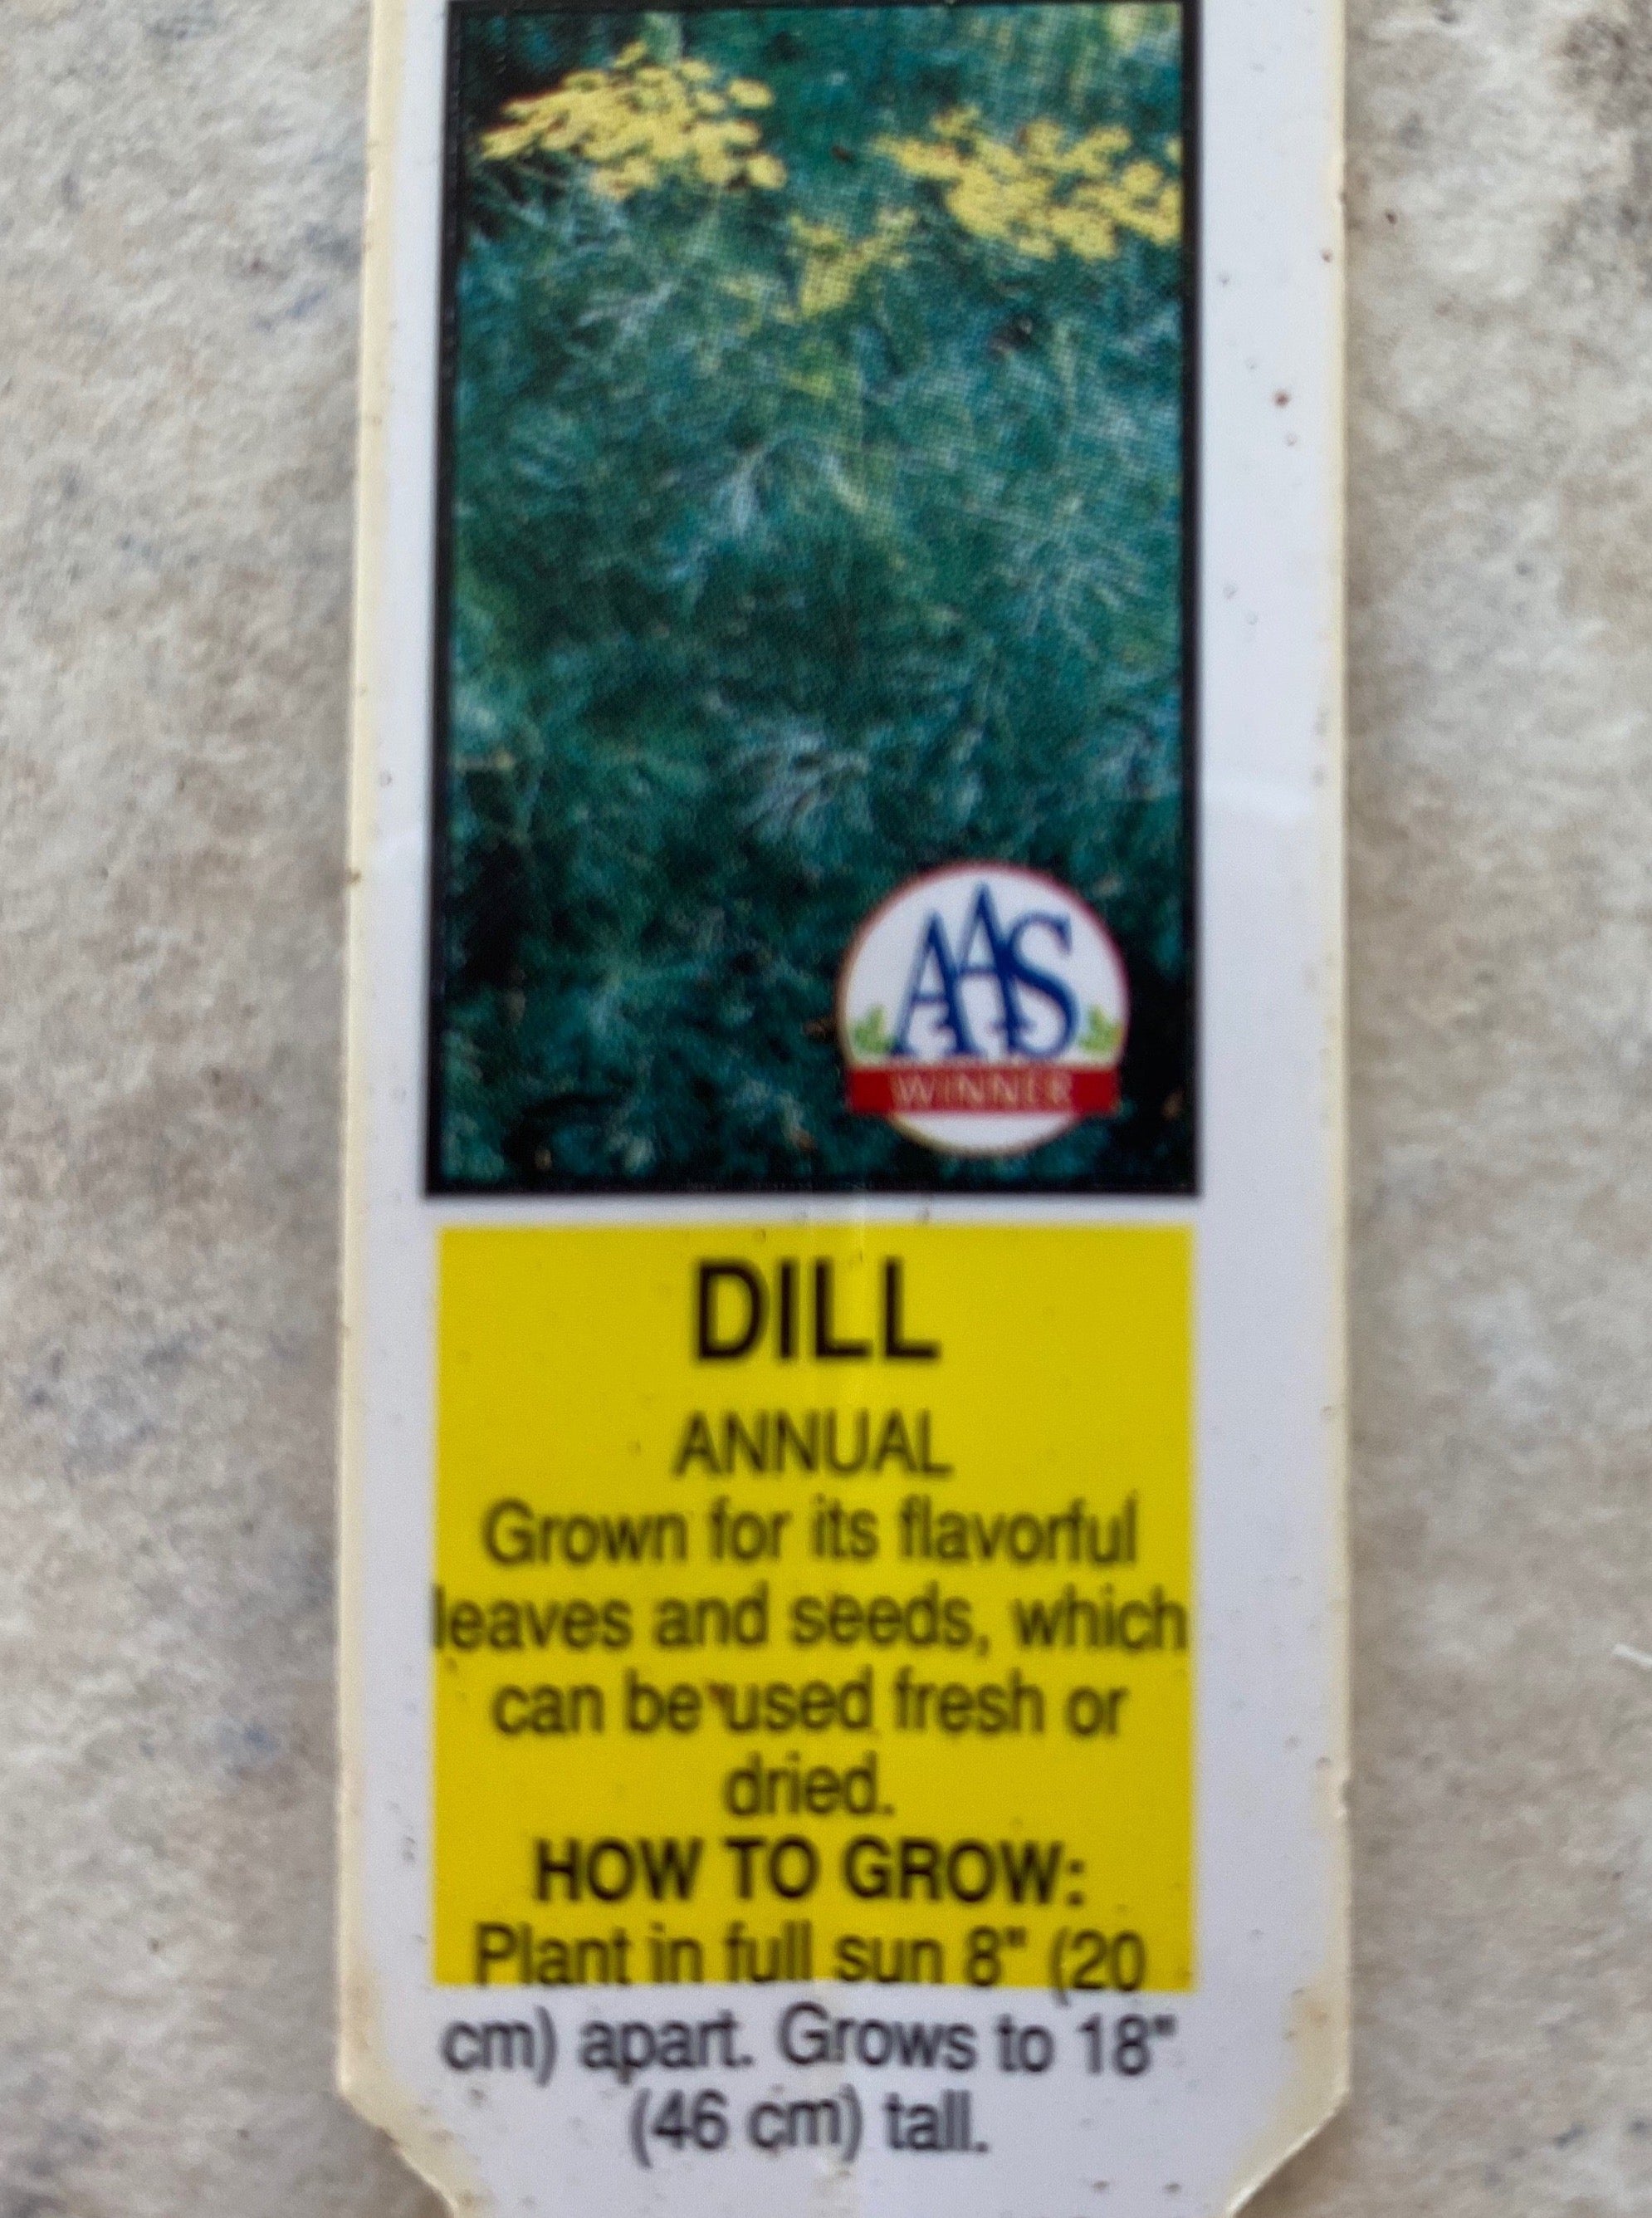 AAS
WINNER
DILL
ANNUAL
Grown for its flavorful
leaves and seeds, which
can be used fresh or
dried.
HOW TO GROW:
Plant in full sun 8" (20
cm) apart. Grows to 18"
(46 cm) tall.